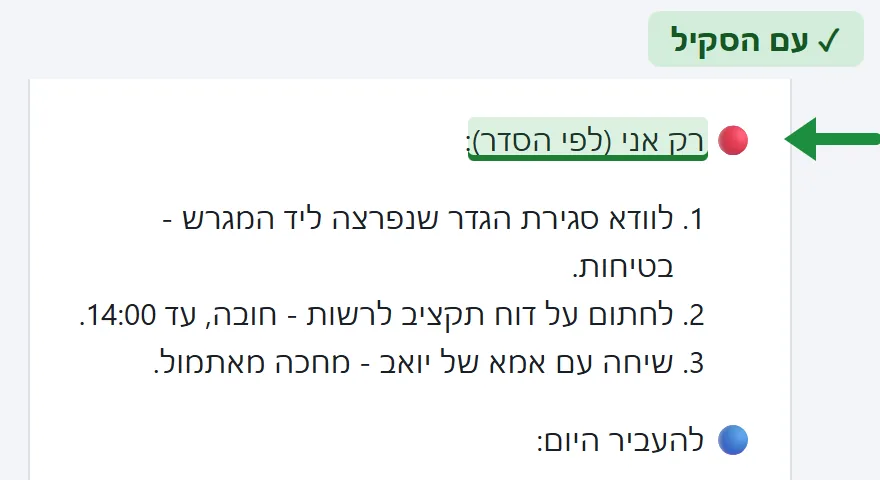 ✓ עם הסקיל
🔴 רק אני (לפי הסדר):
1. לוודא סגירת הגדר שנפרצה ליד המגרש -
בטיחות.
2. לחתום על דוח תקציב לרשות - חובה, עד 14:00.
3. שיחה עם אמא של יואב - מחכה מאתמול.
🔵 להעביר היום: